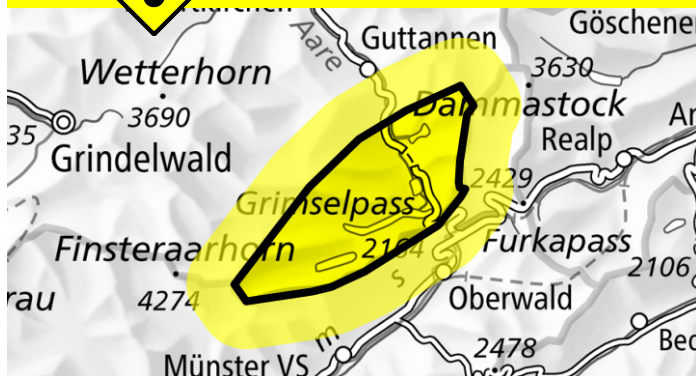 Göschene
Guttannen
Aare
Wetterhorn
3630
Dammastock
3690
35
Realp
Grindelwald
2429
Grimselpass
Finsteraarhorn
2164
Furkapass
2106
rau
4274
s
Oberwald
m
Münster VS
2478